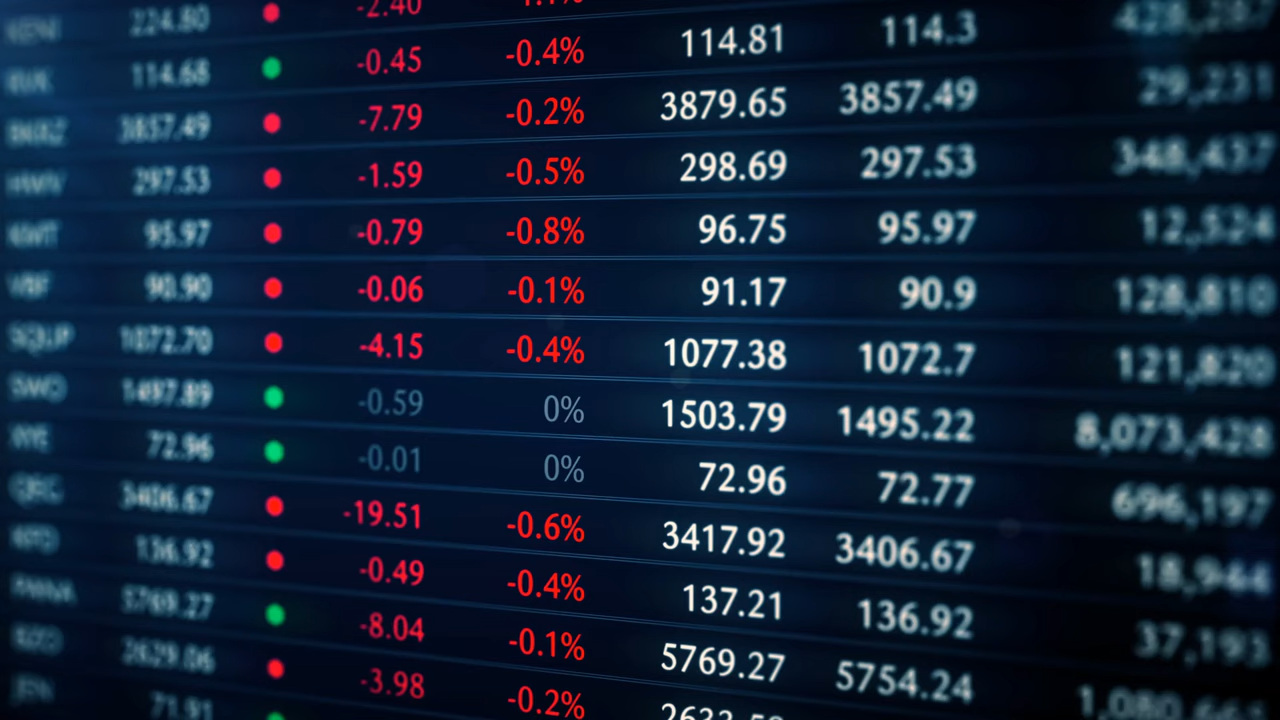 224.80 -2.40
114.68 -0.45 -0.4% 114.81 114.3
3857.49 -7.79 -0.2% 3879.65 3857.49 29,231
297.53 -1.59 -0.5% 298.69 297.53 348,437
95.97 -0.79 -0.8% 96.75 95.97 12,524
90.90 -0.06 -0.1% 91.17 90.9 128,810
SQUP 1072.70 -4.15 -0.4% 1077.38 1072.7 121,820
SWO 1497.89 -0.59 0% 1503.79 1495.22 8,073,428
72.96 -0.01 0% 72.96 72.77 696,197
3406.67 -19.51 -0.6% 3417.92 3406.67 18,944
136.92 -0.49 -0.4% 137.21 136.92 37,193
5769.27 -8.04 -0.1% 5769.27 5754.24
2629.06 -3.98 -0.2%
71.91